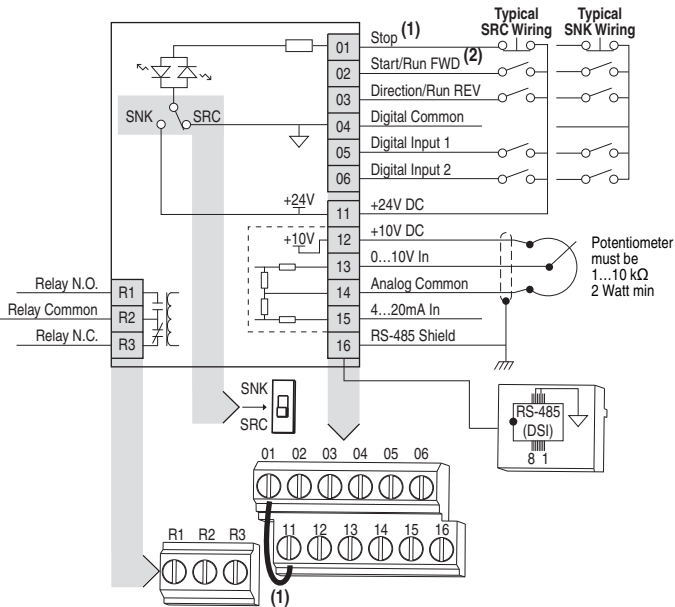 Typical
SRC Wiring
Typical
SNK Wiring
01 Stop (1)
02 Start/Run FWD (2)
03 Direction/Run REV
04 Digital Common
05 Digital Input 1
06 Digital Input 2
SNK SRC
+24V
11 +24V DC
+10V
12 +10V DC
13 0...10V In
14 Analog Common
15 4...20mA In
16 RS-485 Shield
Potentiometer
must be
1...10 kΩ
2 Watt min
Relay N.O. R1
Relay Common R2
Relay N.C. R3
SNK
SRC
RS-485
(DSI)
8 1
01 02 03 04 05 06
11 12 13 14 15 16
R1 R2 R3
(1)